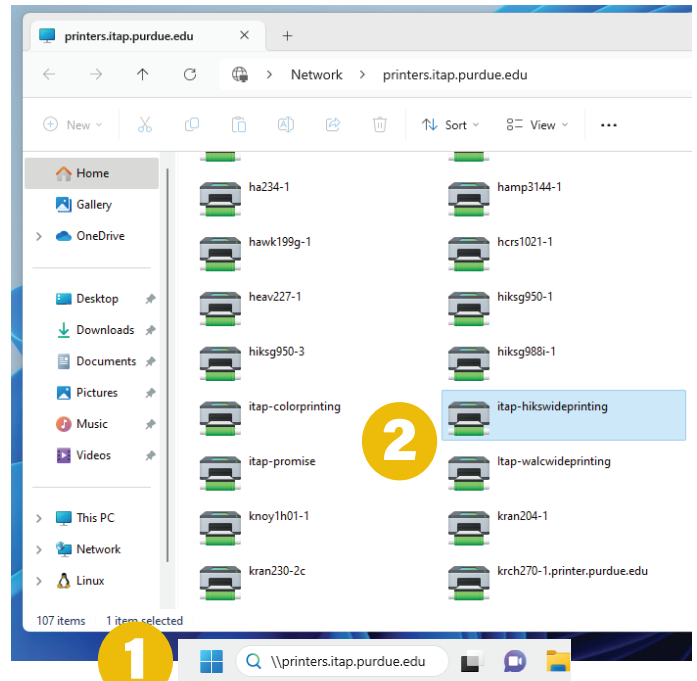 printers.itap.purdue.edu
Network > printers.itap.purdue.edu
New Sort View
Home
Gallery
OneDrive
Desktop
Downloads
Documents
Pictures
Music
Videos
This PC
Network
Linux
ha234-1 hamp3144-1
hawk199g-1 hcrs1021-1
heav227-1 hiksg950-1
hiksg950-3 hiksg988i-1
itap-colorprinting itap-hikswideprinting
2
itap-promise ltap-walcwideprinting
knoy1h01-1 kran204-1
kran230-2c krch270-1.printer.purdue.edu
107 items 1 item selected
1
\\printers.itap.purdue.edu